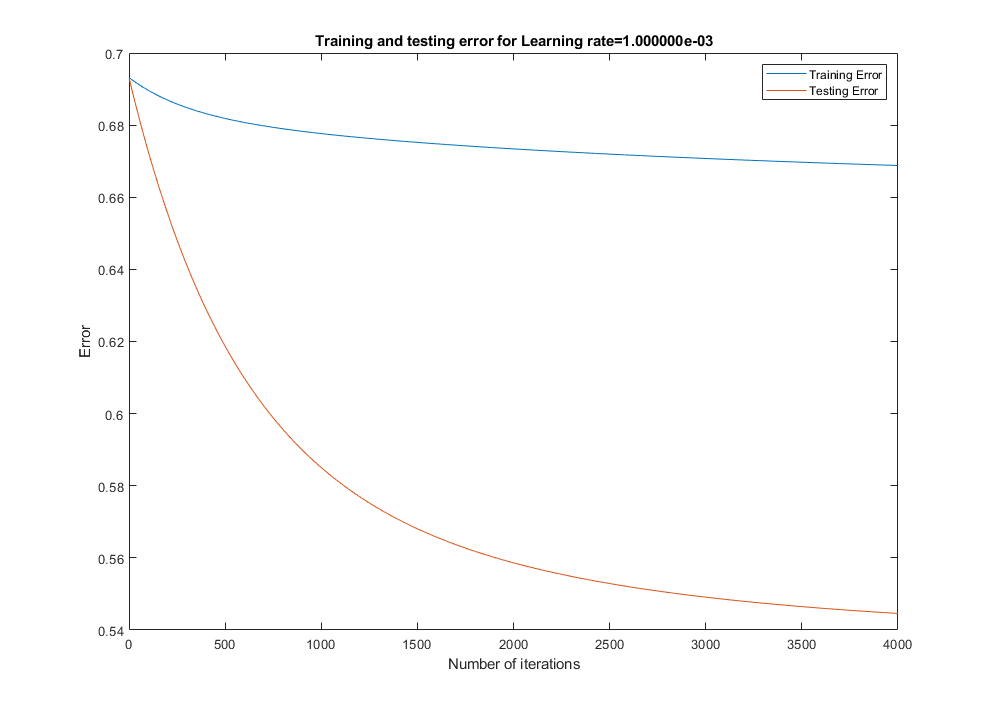 Training and testing error for Learning rate=1.000000e-03
Training Error
Testing Error
0.7
0.68
0.66
0.64
0.62
0.6
0.58
0.56
0.54
Error
0 500 1000 1500 2000 2500 3000 3500 4000
Number of iterations